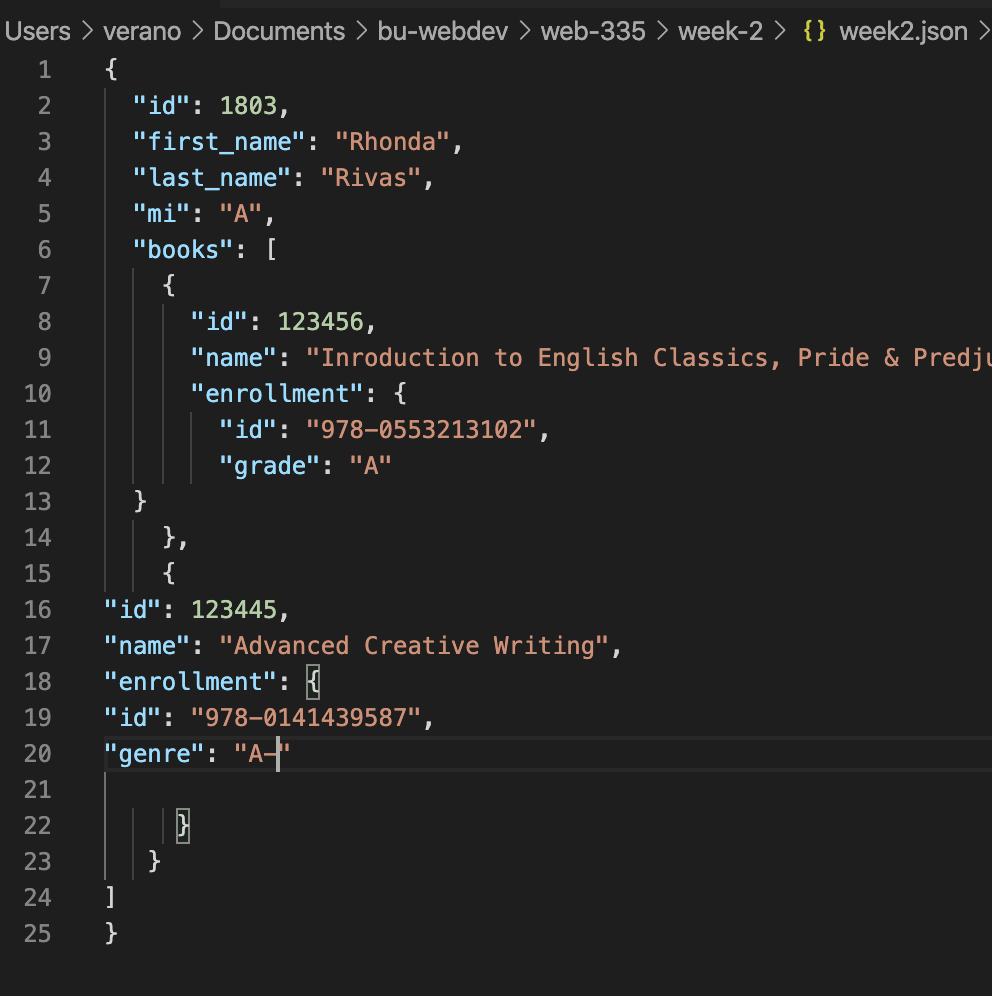 Users > verano > Documents > bu-webdev > web-335 > week-2 > {} week2.json >
1 {
2 "id": 1803,
3 "first_name": "Rhonda",
4 "last_name": "Rivas",
5 "mi": "A",
6 "books": [
7 {
8 "id": 123456,
9 "name": "Inroduction to English Classics, Pride & Predju
10 "enrollment": {
11 "id": "978-0553213102",
12 "grade": "A"
13 }
14 },
15 {
16 "id": 123445,
17 "name": "Advanced Creative Writing",
18 "enrollment": {
19 "id": "978-0141439587",
20 "genre": "A-"
21
22 }
23 }
24 ]
25 }